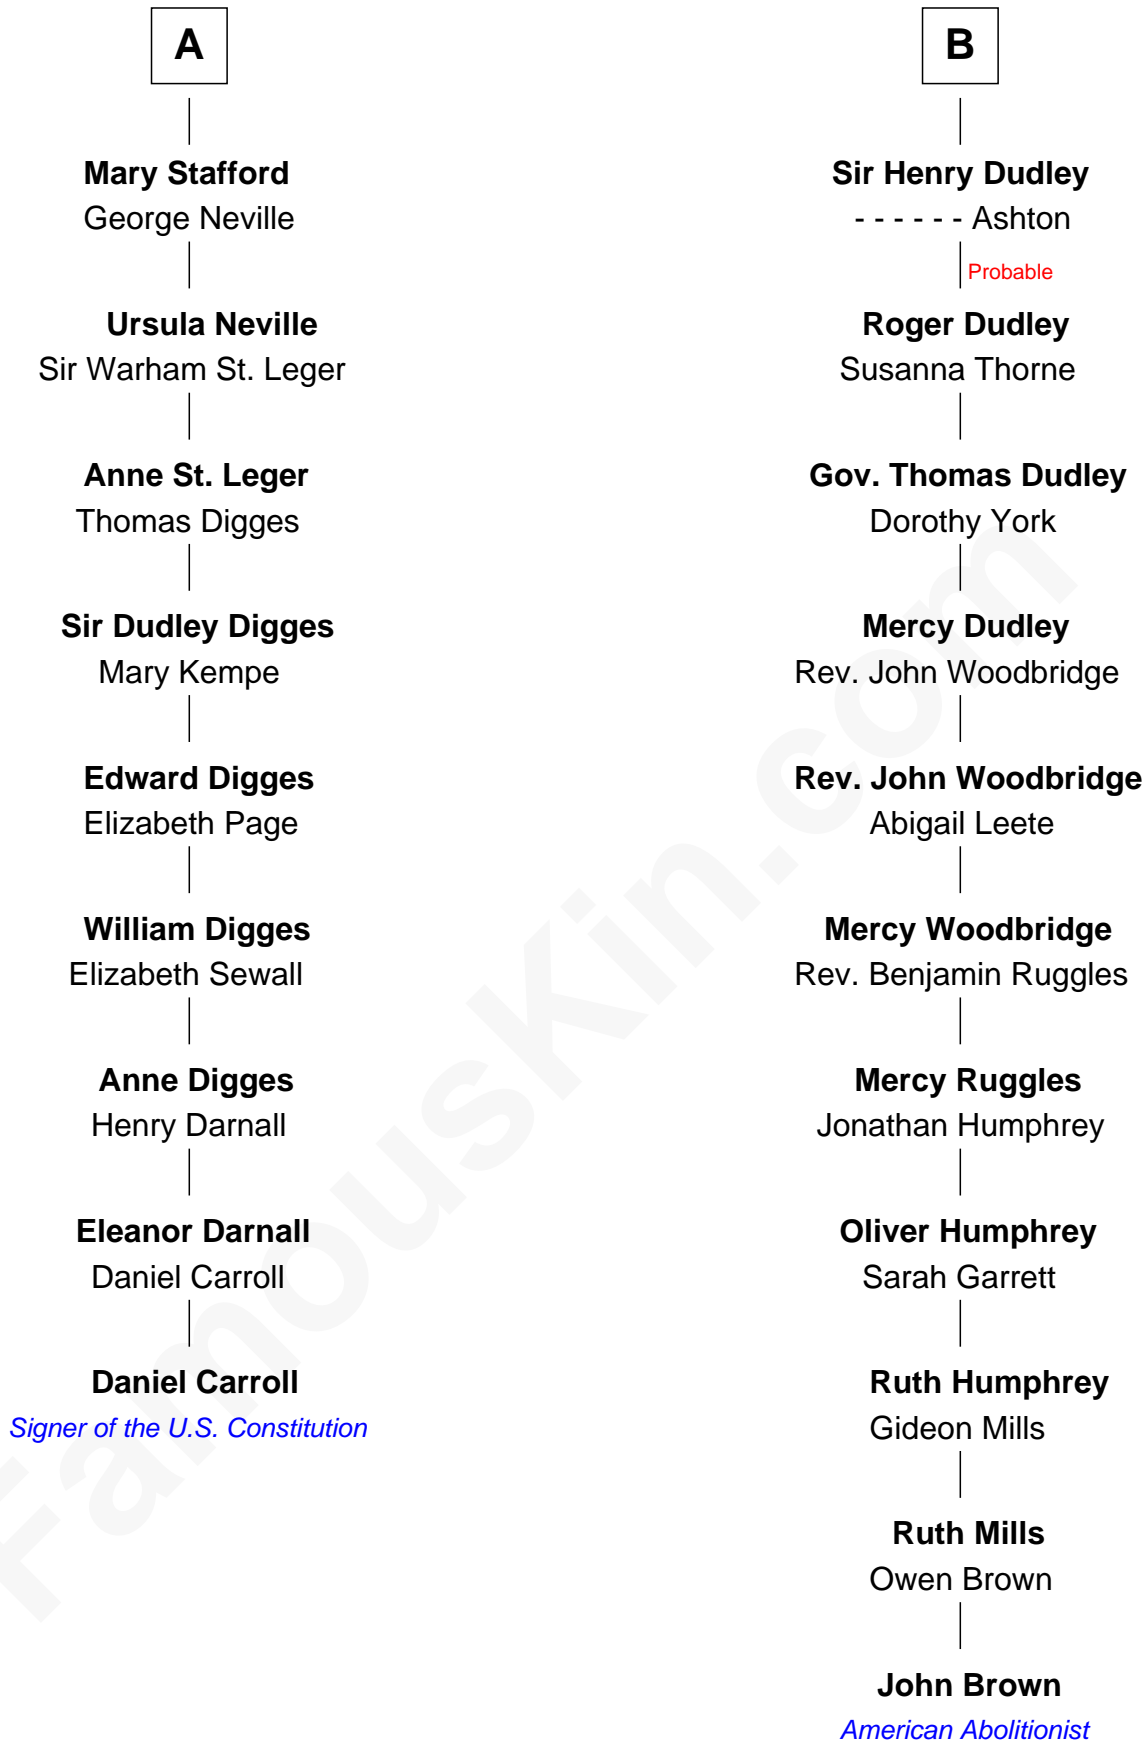 A
Mary Stafford
George Neville
Ursula Neville
Sir Warham St. Leger
Anne St. Leger
Thomas Digges
Sir Dudley Digges
Mary Kempe
Edward Digges
Elizabeth Page
William Digges
Elizabeth Sewall
Anne Digges
Henry Darnall
Eleanor Darnall
Daniel Carroll
Daniel Carroll
Signer of the U.S. Constitution
B
Sir Henry Dudley
- - - - - - Ashton
Probable
Roger Dudley
Susanna Thorne
Gov. Thomas Dudley
Dorothy York
Mercy Dudley
Rev. John Woodbridge
Rev. John Woodbridge
Abigail Leete
Mercy Woodbridge
Rev. Benjamin Ruggles
Mercy Ruggles
Jonathan Humphrey
Oliver Humphrey
Sarah Garrett
Ruth Humphrey
Gideon Mills
Ruth Mills
Owen Brown
John Brown
American Abolitionist
FamousKin.com